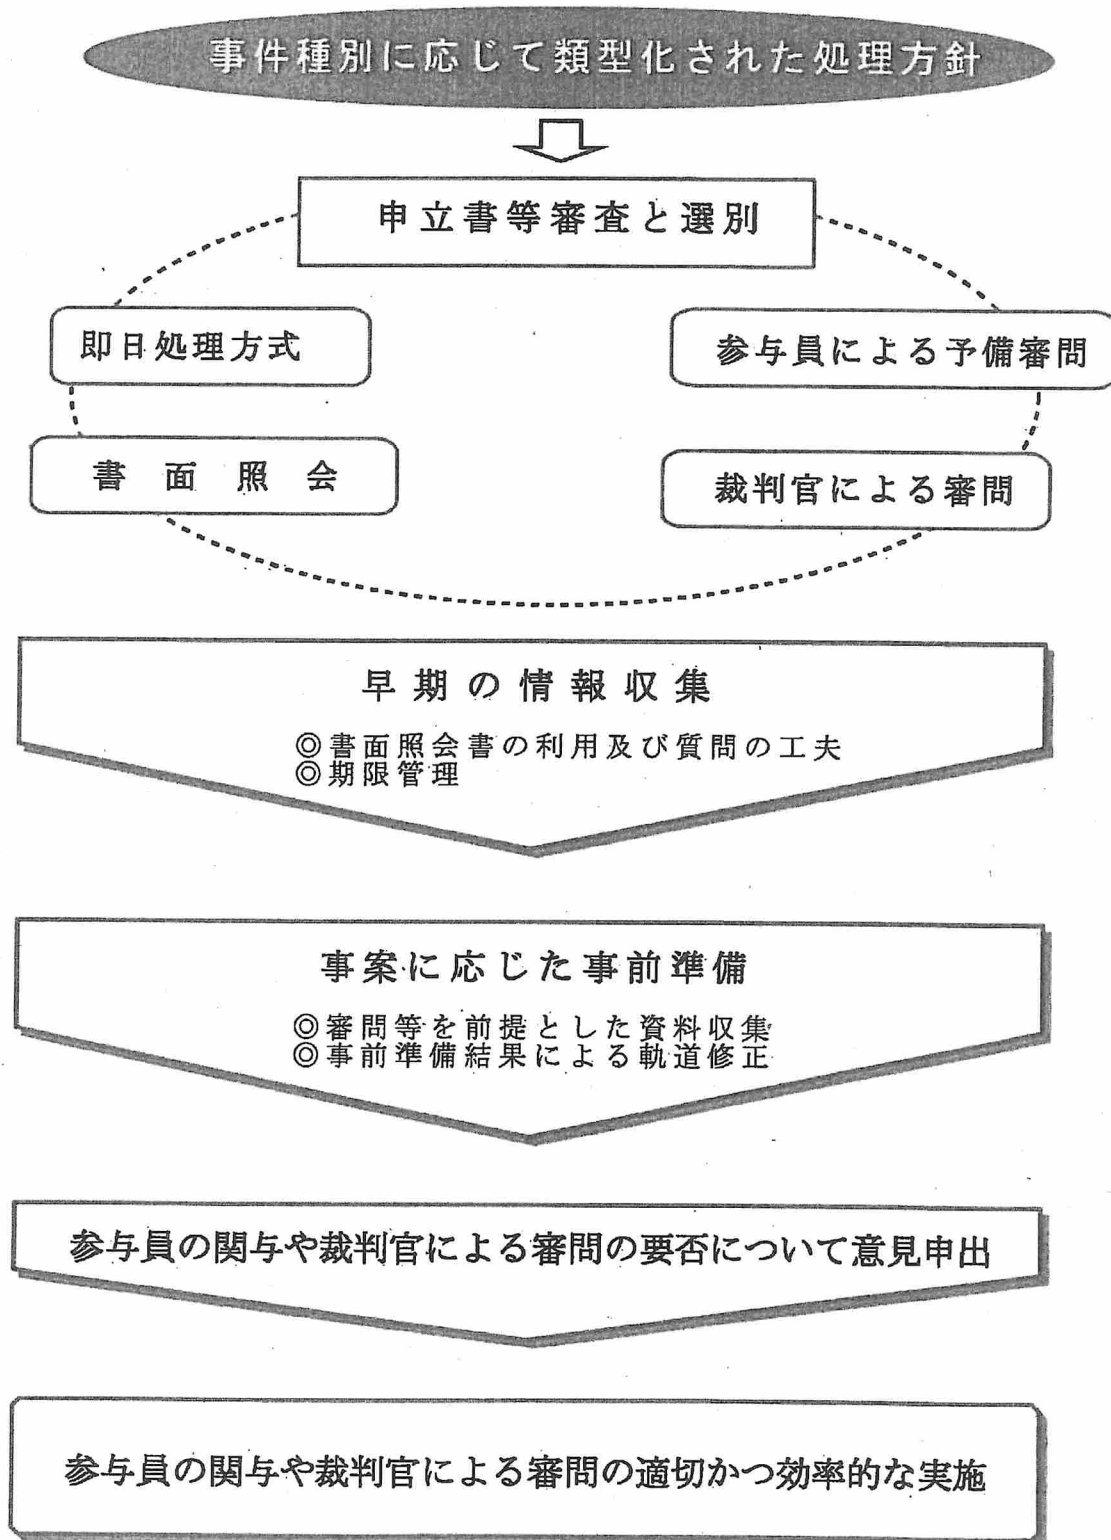 事件種別に応じて類型化された処理方針
申立書等審査と選別
即日処理方式
参与員による予備審問
書面照会
裁判官による審問
早期の情報収集
◎書面照会書の利用及び質問の工夫
◎期限管理
事案に応じた事前準備
◎審問等を前提とした資料収集
◎事前準備結果による軌道修正
参与員の関与や裁判官による審問の要否について意見申出
参与員の関与や裁判官による審問の適切かつ効率的な実施